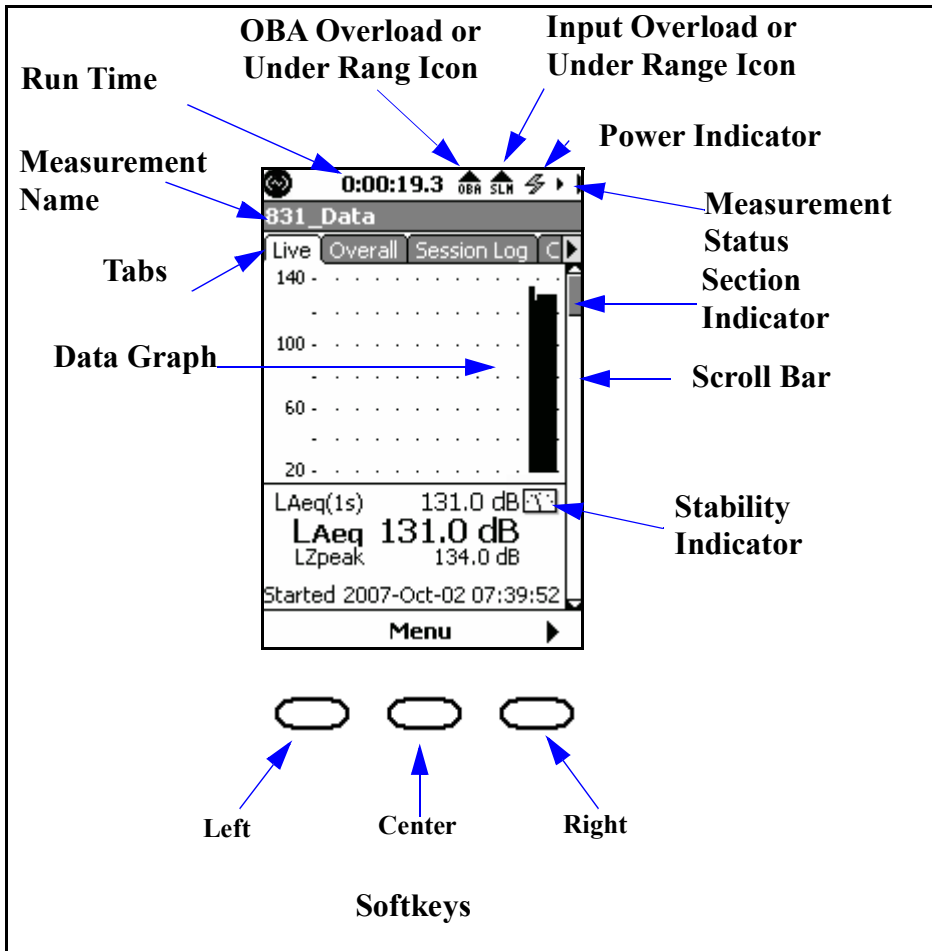 OBA Overload or
Under Rang Icon
Input Overload or
Under Range Icon
Run Time
Power Indicator
Measurement
Name
0:00:19.3 OBA SLM
831_Data
Measurement
Status
Tabs
Live Overall Session Log C
Section
Indicator
140
100
Data Graph
Scroll Bar
60
20
LAeq(1s) 131.0 dB
LAeq 131.0 dB
LZpeak 134.0 dB
Stability
Indicator
Started 2007-Oct-02 07:39:52
Menu
Left
Center
Right
Softkeys